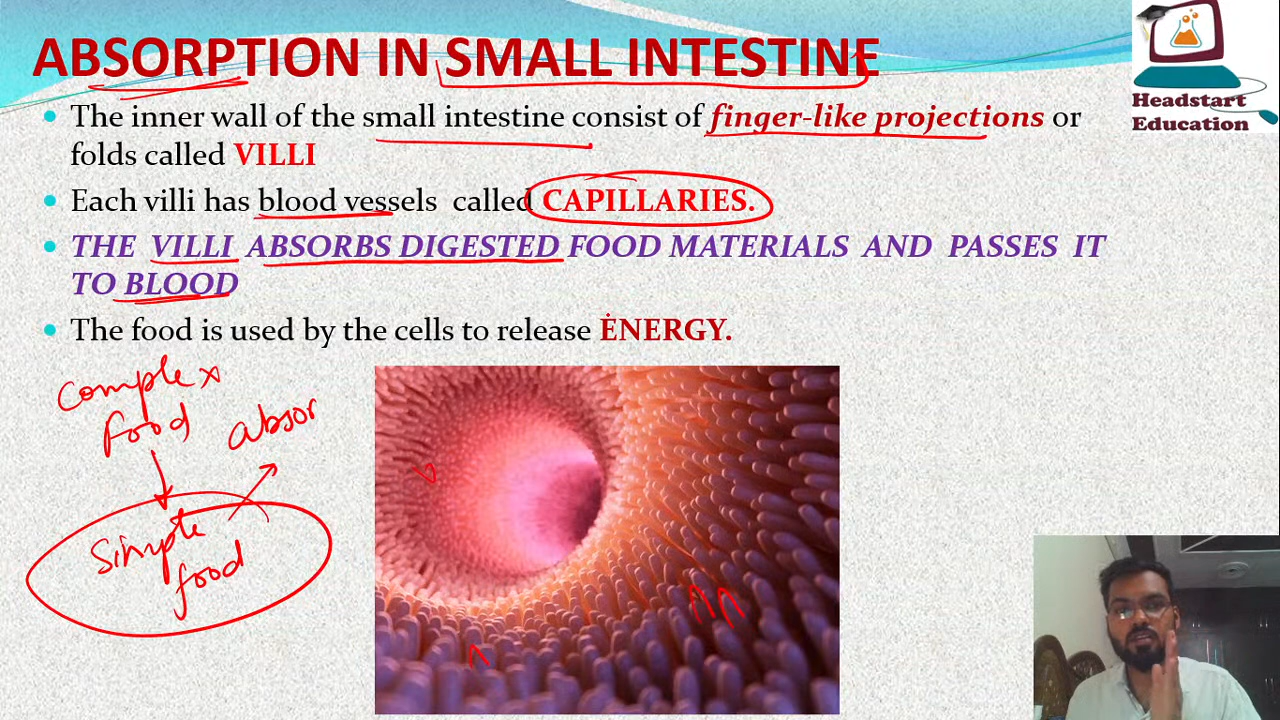 ABSORPTION IN SMALL INTESTINE
Headstart
Education
The inner wall of the small intestine consist of finger-like projections or
folds called VILLI
Each villi has blood vessels called CAPILLARIES.
THE VILLI ABSORBS DIGESTED FOOD MATERIALS AND PASSES IT
TO BLOOD
The food is used by the cells to release ENERGY.
Complex
food
absor
Simple
food